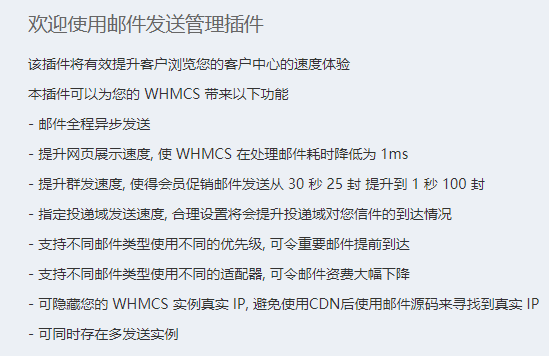 欢迎使用邮件发送管理插件
该插件将有效提升客户浏览您的客户中心的速度体验
本插件可以为您的 WHMCS 带来以下功能
- 邮件全程异步发送
- 提升网页展示速度, 使 WHMCS 在处理邮件耗时降低为 1ms
- 提升群发速度, 使得会员促销邮件发送从 30 秒 25 封 提升到 1 秒 100 封
- 指定投递域发送速度, 合理设置将会提升投递域对您信件的到达情况
- 支持不同邮件类型使用不同的优先级, 可令重要邮件提前到达
- 支持不同邮件类型使用不同的适配器, 可令邮件资费大幅下降
- 可隐藏您的 WHMCS 实例真实 IP, 避免使用CDN后使用邮件源码来寻找到真实 IP
- 可同时存在多发送实例